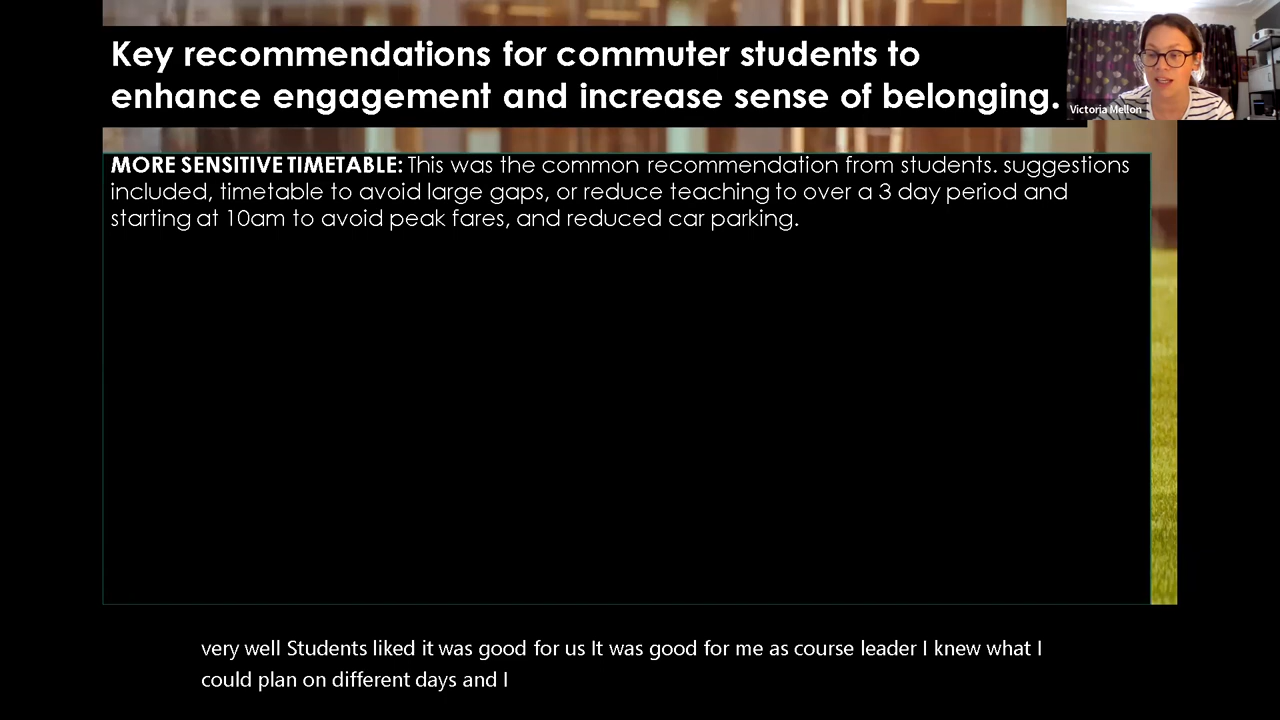 Key recommendations for commuter students to
enhance engagement and increase sense of belonging.
Victoria Mellon
MORE SENSITIVE TIMETABLE: This was the common recommendation from students. suggestions
included, timetable to avoid large gaps, or reduce teaching to over a 3 day period and
starting at 10am to avoid peak fares, and reduced car parking.
very well Students liked it was good for us It was good for me as course leader I knew what I
could plan on different days and I